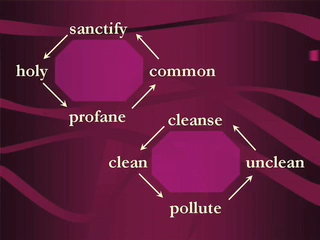 sanctify
holy
common
profane
cleanse
clean
unclean
pollute